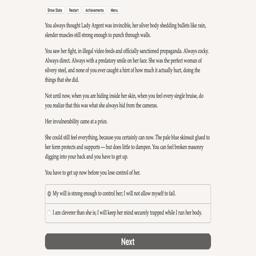 Show Stats Restart Achievements Menu
You always thought Lady Argent was invincible, her silver body shedding bullets like rain,
slender muscles still strong enough to punch through walls.
You saw her fight, in illegal video feeds and officially sanctioned propaganda. Always cocky.
Always direct. Always with a predatory smile on her face. She was the perfect woman of
silvery steel, and none of you ever caught a hint of how much it actually hurt, doing the
things that she did.
Not until now, when you are hiding inside her skin, when you feel every single bruise, do
you realize that this was what she always hid from the cameras.
Her invulnerability came at a price.
She could still feel everything, because you certainly can now. The pale blue skinsuit glued to
her form protects and supports — but does little to dampen. You can feel broken masonry
digging into your back and you have to get up.
You have to get up now before you lose control of her.
My will is strong enough to control her; I will not allow myself to fail.
I am cleverer than she is; I will keep her mind securely trapped while I run her body.
Next